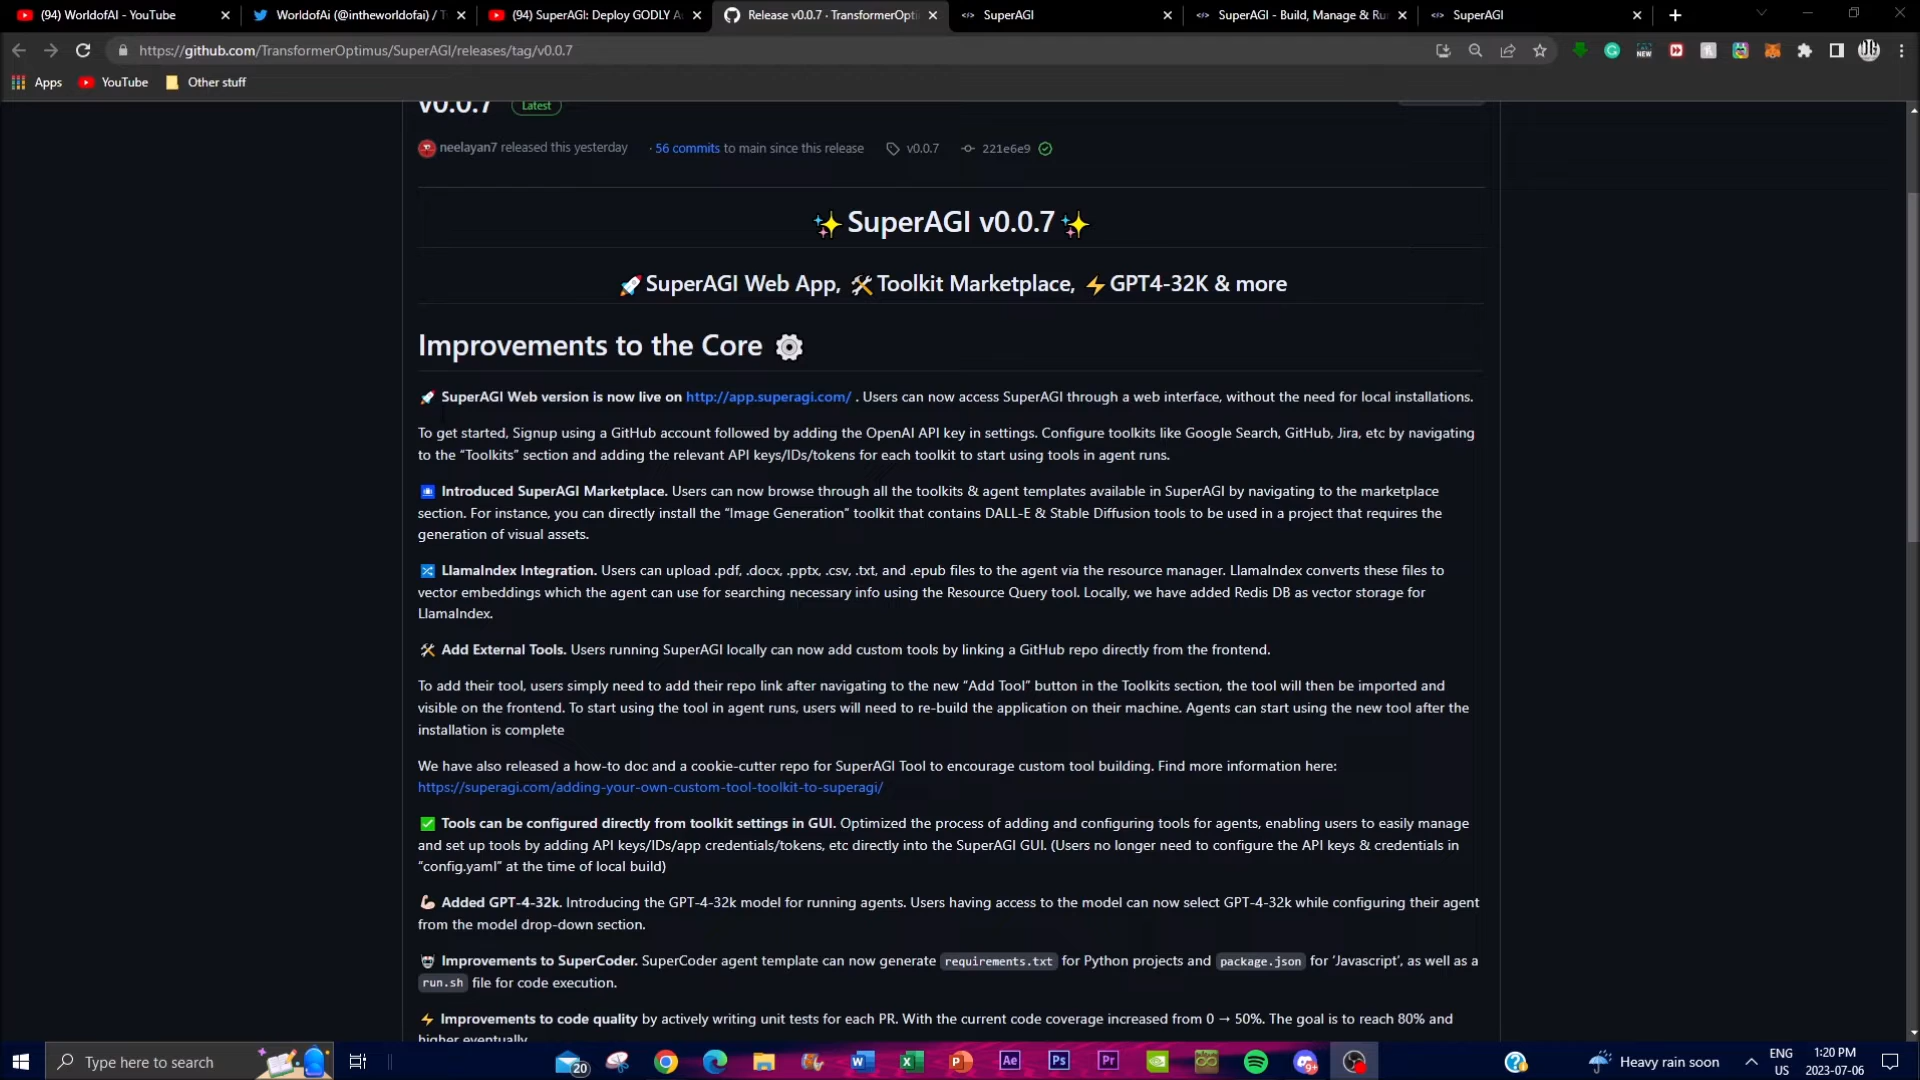 (94) WorldofAI - YouTube
WorldofAi (@intheworldofai) / T
(94) SuperAGI: Deploy GODLY A
Release v0.0.7 · TransformerOpti
SuperAGI
SuperAGI - Build, Manage & Ru
SuperAGI
https://github.com/TransformerOptimus/SuperAGI/releases/tag/v0.0.7
Apps
YouTube
Other stuff
v0.0.7 Latest
neelayan7 released this yesterday · 56 commits to main since this release v0.0.7 221e6e9
✨ SuperAGI v0.0.7 ✨
🚀 SuperAGI Web App, 🛠 Toolkit Marketplace, ⚡ GPT4-32K & more
Improvements to the Core ⚙
🚀 SuperAGI Web version is now live on http://app.superagi.com/ . Users can now access SuperAGI through a web interface, without the need for local installations.
To get started, Signup using a GitHub account followed by adding the OpenAI API key in settings. Configure toolkits like Google Search, GitHub, Jira, etc by navigating
to the “Toolkits” section and adding the relevant API keys/IDs/tokens for each toolkit to start using tools in agent runs.
Introduced SuperAGI Marketplace. Users can now browse through all the toolkits & agent templates available in SuperAGI by navigating to the marketplace
section. For instance, you can directly install the “Image Generation” toolkit that contains DALL-E & Stable Diffusion tools to be used in a project that requires the
generation of visual assets.
🔀 LlamaIndex Integration. Users can upload .pdf, .docx, .pptx, .csv, .txt, and .epub files to the agent via the resource manager. LlamaIndex converts these files to
vector embeddings which the agent can use for searching necessary info using the Resource Query tool. Locally, we have added Redis DB as vector storage for
LlamaIndex.
🛠 Add External Tools. Users running SuperAGI locally can now add custom tools by linking a GitHub repo directly from the frontend.
To add their tool, users simply need to add their repo link after navigating to the new “Add Tool” button in the Toolkits section, the tool will then be imported and
visible on the frontend. To start using the tool in agent runs, users will need to re-build the application on their machine. Agents can start using the new tool after the
installation is complete
We have also released a how-to doc and a cookie-cutter repo for SuperAGI Tool to encourage custom tool building. Find more information here:
https://superagi.com/adding-your-own-custom-tool-toolkit-to-superagi/
✅ Tools can be configured directly from toolkit settings in GUI. Optimized the process of adding and configuring tools for agents, enabling users to easily manage
and set up tools by adding API keys/IDs/app credentials/tokens, etc directly into the SuperAGI GUI. (Users no longer need to configure the API keys & credentials in
“config.yaml” at the time of local build)
💪 Added GPT-4-32k. Introducing the GPT-4-32k model for running agents. Users having access to the model can now select GPT-4-32k while configuring their agent
from the model drop-down section.
Improvements to SuperCoder. SuperCoder agent template can now generate requirements.txt for Python projects and package.json for ‘Javascript’, as well as a
run.sh file for code execution.
⚡ Improvements to code quality by actively writing unit tests for each PR. With the current code coverage increased from 0 → 50%. The goal is to reach 80% and
higher eventually
Type here to search
20
Ae
Ps
Pr
9+
Heavy rain soon
ENG
US
1:20 PM
2023-07-06